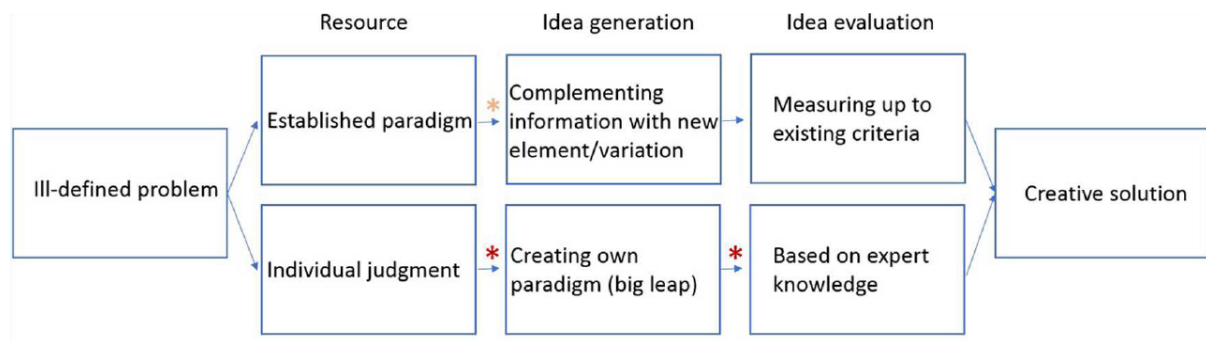 Resource
Idea generation
Idea evaluation
Ill-defined problem
Established paradigm
*
Complementing
information with new
element/variation
Measuring up to
existing criteria
Individual judgment
*
Creating own
paradigm (big leap)
*
Based on expert
knowledge
Creative solution